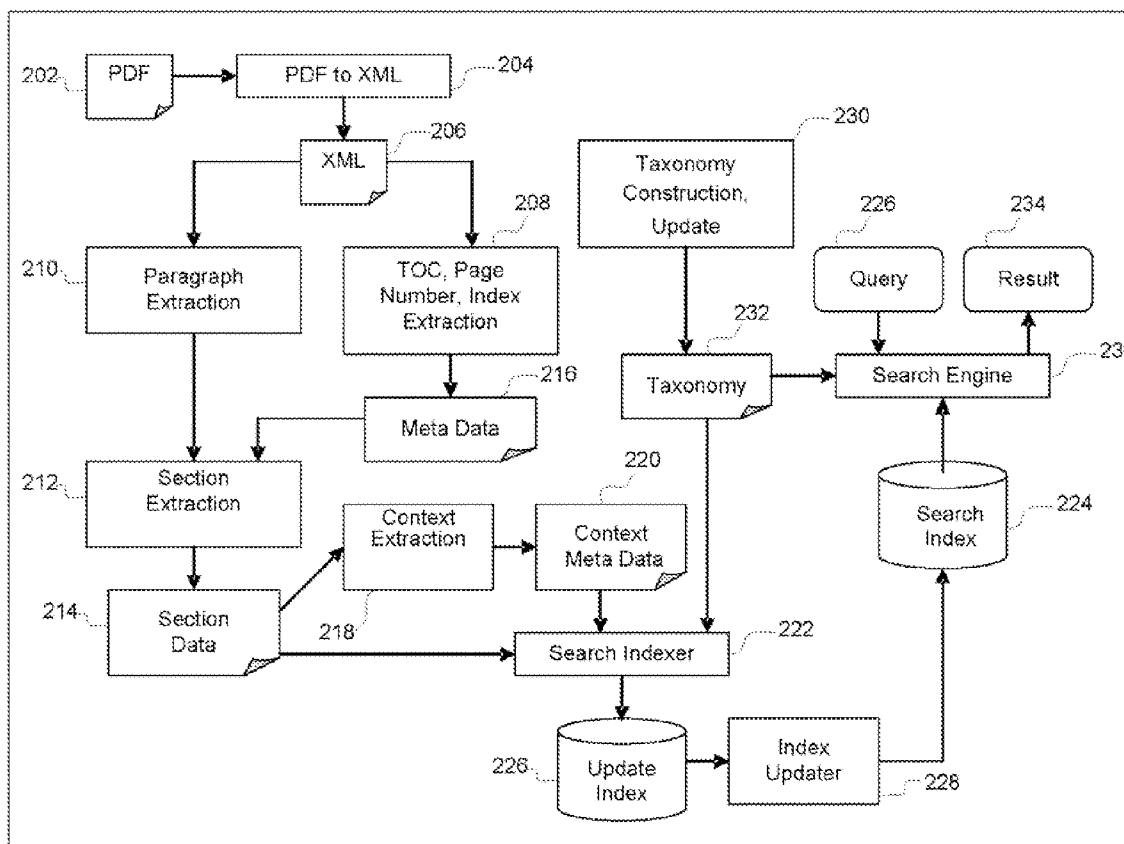 202
PDF
PDF to XML
204
XML
206
230
Taxonomy
Construction,
Update
208
226
234
210
Paragraph
Extraction
TOC, Page
Number, Index
Extraction
Query
Result
232
216
Taxonomy
Search Engine
23
Meta Data
212
Section
Extraction
220
Context
Extraction
Context
Meta Data
Search
Index
224
214
Section
Data
218
222
Search Indexer
226
Update
Index
Index
Updater
228